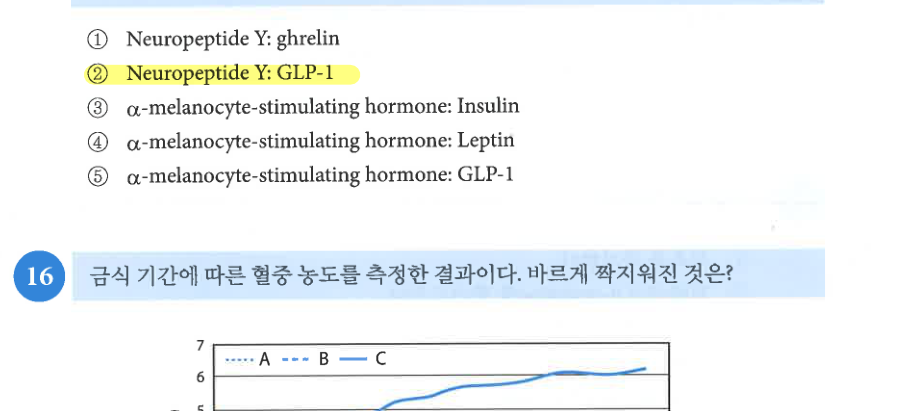 ① Neuropeptide Y: ghrelin
② Neuropeptide Y: GLP-1
③ α-melanocyte-stimulating hormone: Insulin
④ α-melanocyte-stimulating hormone: Leptin
⑤ α-melanocyte-stimulating hormone: GLP-1
16 금식 기간에 따른 혈중 농도를 측정한 결과이다. 바르게 짝지워진 것은?
7
A B C
6
5